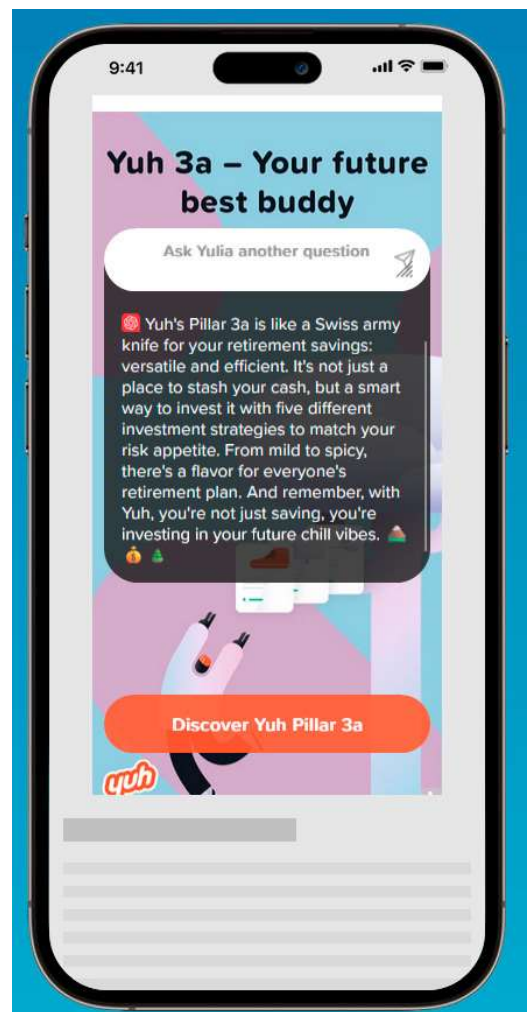 9:41
Yuh 3a – Your future
best buddy
Ask Yulia another question
Yuh's Pillar 3a is like a Swiss army
knife for your retirement savings:
versatile and efficient. It's not just a
place to stash your cash, but a smart
way to invest it with five different
investment strategies to match your
risk appetite. From mild to spicy,
there's a flavor for everyone's
retirement plan. And remember, with
Yuh, you're not just saving, you're
investing in your future chill vibes. 🏔️
💰 🌲
Discover Yuh Pillar 3a
yuh